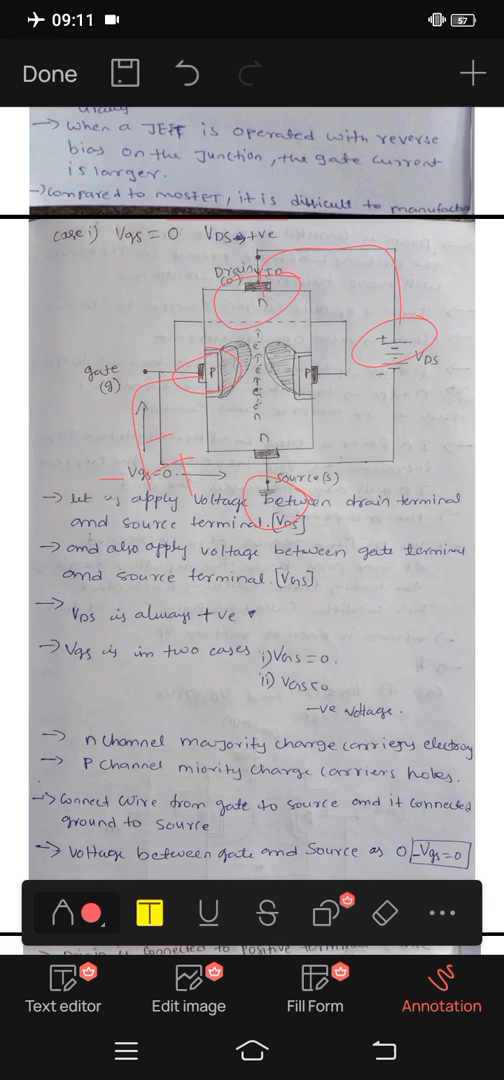 09:11
57
Done
→ When a JEFT is operated with reverse
bias on the Junction, the gate current
is larger.
→ Compared to mosfET, it is difficult to manufactu
case i) Vgs = 0 VDS → +ve
Drain ID
(D)
n
gate
(g)
P
P
+
-
VDS
n
Vgs=0
source(s)
→ let us apply voltage between drain terminal
and source terminal.[VDS]
→ and also apply voltage between gate terminal
and source terminal.[VGS]
→ VDS is always +ve
→ Vgs is in two cases i) VGS = 0.
ii) VGS < 0
-ve voltage.
→ n channel majority charge carriers electrons
→ P channel miority charge carriers holes.
→ Connect wire from gate to source and it connected
ground to source
→ Voltage between gate and source as 0 -Vgs=0
T
U
S
Text editor
Edit image
Fill Form
Annotation